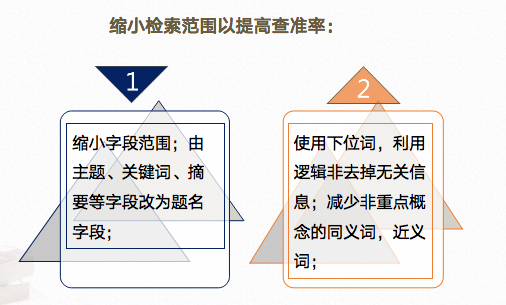 缩小检索范围以提高查准率：
1
缩小字段范围；由
主题、关键词、摘
要等字段改为题名
字段；
2
使用下位词，利用
逻辑非去掉无关信
息；减少非重点概
念的同义词，近义
词；